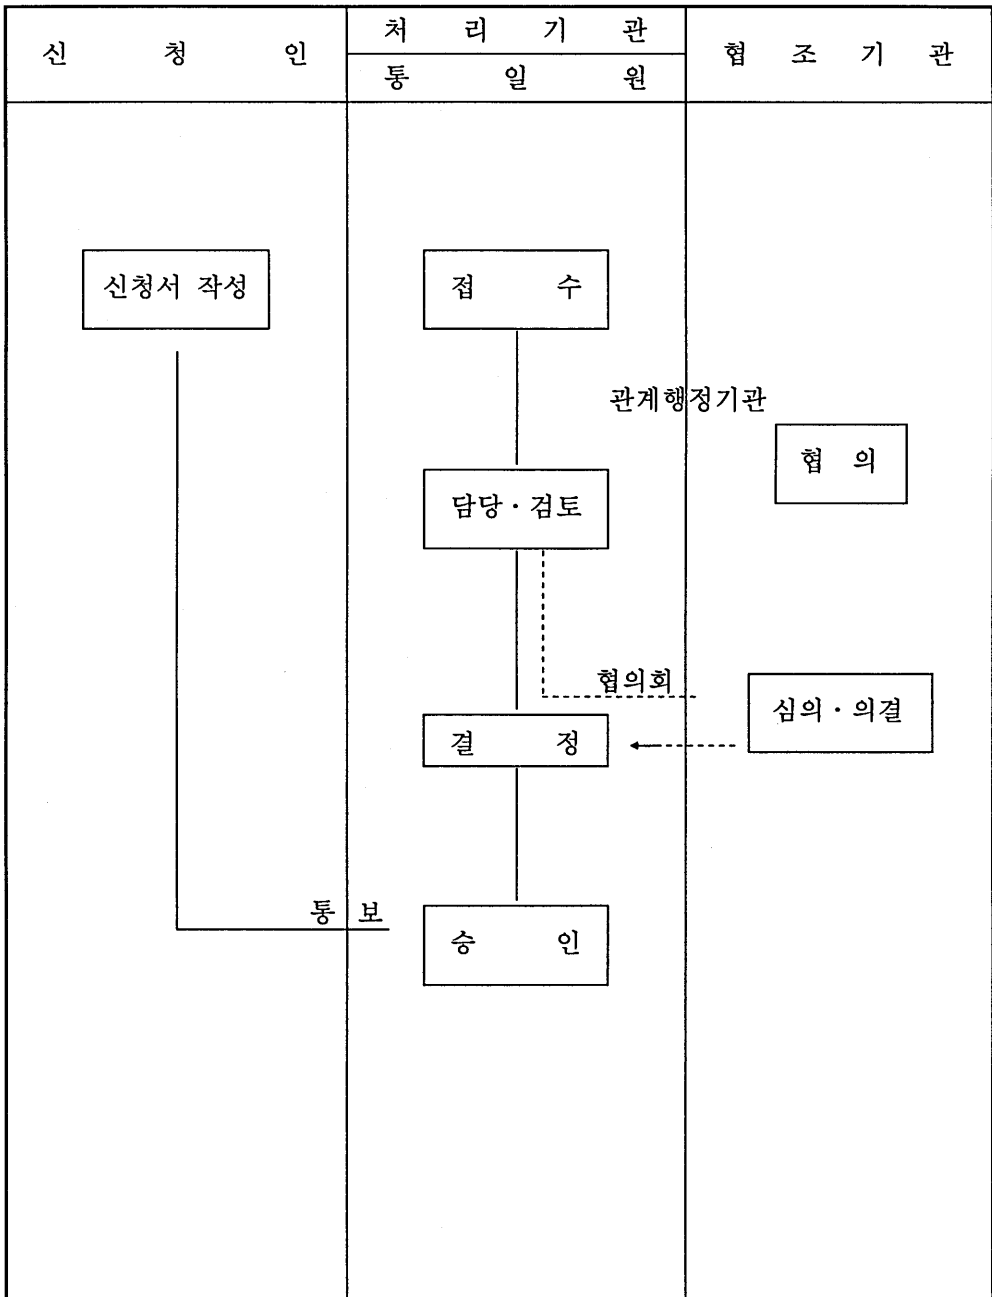 신 청 인
처 리 기 관
통 일 원
협 조 기 관
신청서 작성
접 수
관계행정기관
협 의
담당·검토
협의회
심의·의결
결 정
통 보
승 인